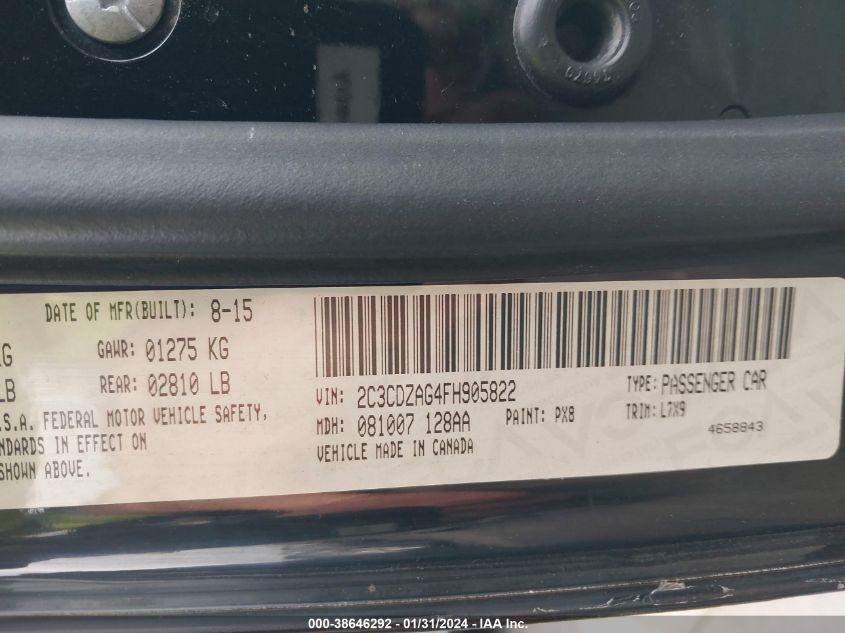 DATE OF MFR(BUILT): 8-15
GAWR: 01275 KG
REAR: 02810 LB
S.A. FEDERAL MOTOR VEHICLE SAFETY,
NDARDS IN EFFECT ON
SHOWN ABOVE.
VIN: 2C3CDZAG4FH905822
MDH: 081007 128AA PAINT: PX8
VEHICLE MADE IN CANADA
TYPE: PASSENGER CAR
TRIM: L7X9
4658843
000-38646292 - 01/31/2024 - IAA Inc.